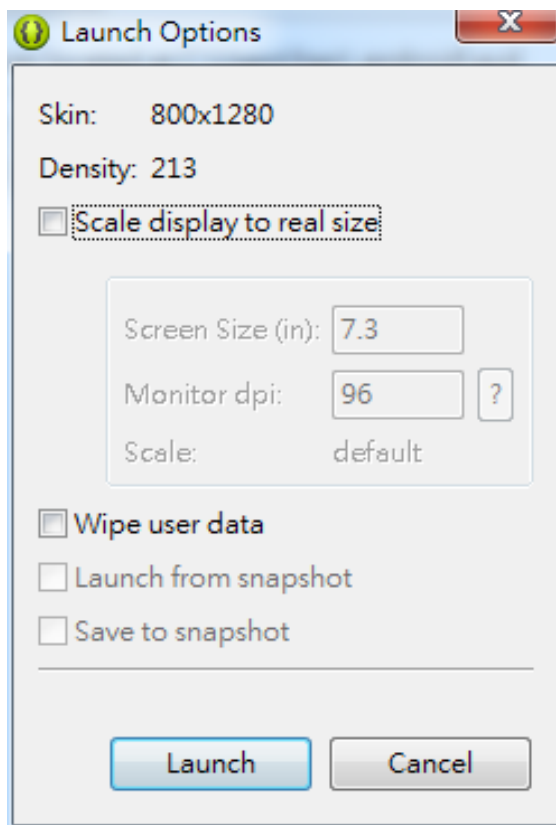 Launch Options
Skin: 800x1280
Density: 213
Scale display to real size
Screen Size (in): 7.3
Monitor dpi: 96 ?
Scale: default
Wipe user data
Launch from snapshot
Save to snapshot
Launch Cancel